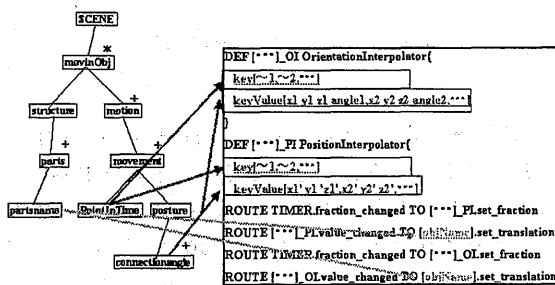 SCENE
*
movinObj
+
structure
motion
+
+
parts
movement
partsname
PointInTime
posture
+
connectionangle
DEF [***]_OI OrientationInterpolator{
key[~1,~2,***]
keyValue[x1 y1 z1 angle1,x2 y2 z2 angle2,***]
}
DEF [***]_PI PositionInterpolator{
key[~1,~2,***]
keyValue[x1' y1' z1',x2' y2' z2',***]
ROUTE TIMER.fraction_changed TO [***]_PI.set_fraction
ROUTE [***]_PI.value_changed TO [objName].set_translation
ROUTE TIMER.fraction_changed TO [***]_OI.set_fraction
ROUTE [***]_OI.value_changed TO [objName].set_translation